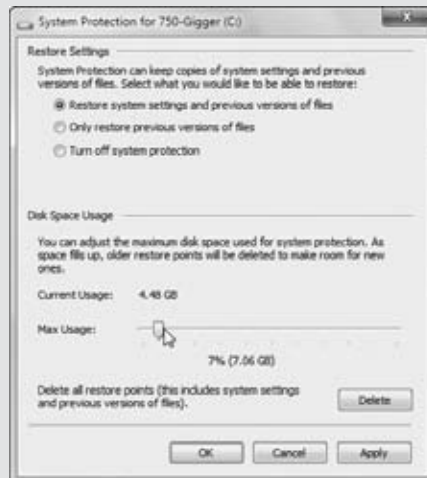 System Protection for 750-Gigger (C:)
Restore Settings
System Protection can keep copies of system settings and previous
versions of files. Select what you would like to be able to restore:
Restore system settings and previous versions of files
Only restore previous versions of files
Turn off system protection
Disk Space Usage
You can adjust the maximum disk space used for system protection. As
space fills up, older restore points will be deleted to make room for new
ones.
Current Usage: 4.48 GB
Max Usage:
7% (7.06 GB)
Delete all restore points (this includes system settings
and previous versions of files).
Delete
OK Cancel Apply